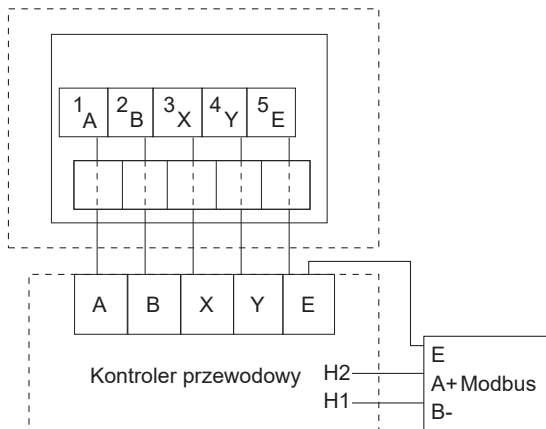 1A 2B 3X 4Y 5E
A B X Y E
Kontroler przewodowy
H2
H1
E
A+ Modbus
B-